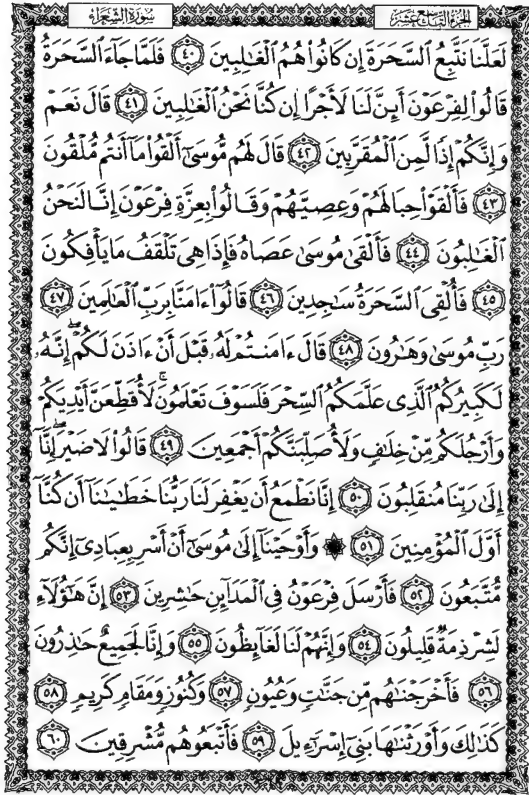 الجزء التاسع عشر
سورة الشعراء
لَعَلَّنَا نَتَّبِعُ ٱلسَّحَرَةَ إِن كَانُوا۟ هُمُ ٱلْغَٰلِبِينَ ٤٠ فَلَمَّا جَآءَ ٱلسَّحَرَةُ
قَالُوا۟ لِفِرْعَوْنَ أَئِنَّ لَنَا لَأَجْرًا إِن كُنَّا نَحْنُ ٱلْغَٰلِبِينَ ٤١ قَالَ نَعَمْ
وَإِنَّكُمْ إِذًا لَّمِنَ ٱلْمُقَرَّبِينَ ٤٢ قَالَ لَهُم مُّوسَىٰٓ أَلْقُوا۟ مَآ أَنتُم مُّلْقُونَ
٤٣ فَأَلْقَوْا۟ حِبَالَهُمْ وَعِصِيَّهُمْ وَقَالُوا۟ بِعِزَّةِ فِرْعَوْنَ إِنَّا لَنَحْنُ
ٱلْغَٰلِبُونَ ٤٤ فَأَلْقَىٰ مُوسَىٰ عَصَاهُ فَإِذَا هِىَ تَلْقَفُ مَا يَأْفِكُونَ
٤٥ فَأُلْقِىَ ٱلسَّحَرَةُ سَٰجِدِينَ ٤٦ قَالُوٓا۟ ءَامَنَّا بِرَبِّ ٱلْعَٰلَمِينَ ٤٧
رَبِّ مُوسَىٰ وَهَٰرُونَ ٤٨ قَالَ ءَامَنتُمْ لَهُۥ قَبْلَ أَنْ ءَاذَنَ لَكُمْ ۖ إِنَّهُۥ
لَكَبِيرُكُمُ ٱلَّذِى عَلَّمَكُمُ ٱلسِّحْرَ فَلَسَوْفَ تَعْلَمُونَ ۚ لَأُقَطِّعَنَّ أَيْدِيَكُمْ
وَأَرْجُلَكُم مِّنْ خِلَٰفٍ وَلَأُصَلِّبَنَّكُمْ أَجْمَعِينَ ٤٩ قَالُوا۟ لَا ضَيْرَ ۖ إِنَّآ
إِلَىٰ رَبِّنَا مُنقَلِبُونَ ٥٠ إِنَّا نَطْمَعُ أَن يَغْفِرَ لَنَا رَبُّنَا خَطَٰيَٰنَآ أَن كُنَّآ
أَوَّلَ ٱلْمُؤْمِنِينَ ٥١ ۞ وَأَوْحَيْنَآ إِلَىٰ مُوسَىٰٓ أَنْ أَسْرِ بِعِبَادِىٓ إِنَّكُم
مُّتَّبَعُونَ ٥٢ فَأَرْسَلَ فِرْعَوْنُ فِى ٱلْمَدَآئِنِ حَٰشِرِينَ ٥٣ إِنَّ هَٰٓؤُلَآءِ
لَشِرْذِمَةٌ قَلِيلُونَ ٥٤ وَإِنَّهُمْ لَنَا لَغَآئِظُونَ ٥٥ وَإِنَّا لَجَمِيعٌ حَٰذِرُونَ
٥٦ فَأَخْرَجْنَٰهُم مِّن جَنَّٰتٍ وَعُيُونٍ ٥٧ وَكُنُوزٍ وَمَقَامٍ كَرِيمٍ ٥٨
كَذَٰلِكَ وَأَوْرَثْنَٰهَا بَنِىٓ إِسْرَٰٓءِيلَ ٥٩ فَأَتْبَعُوهُم مُّشْرِقِينَ ٦٠